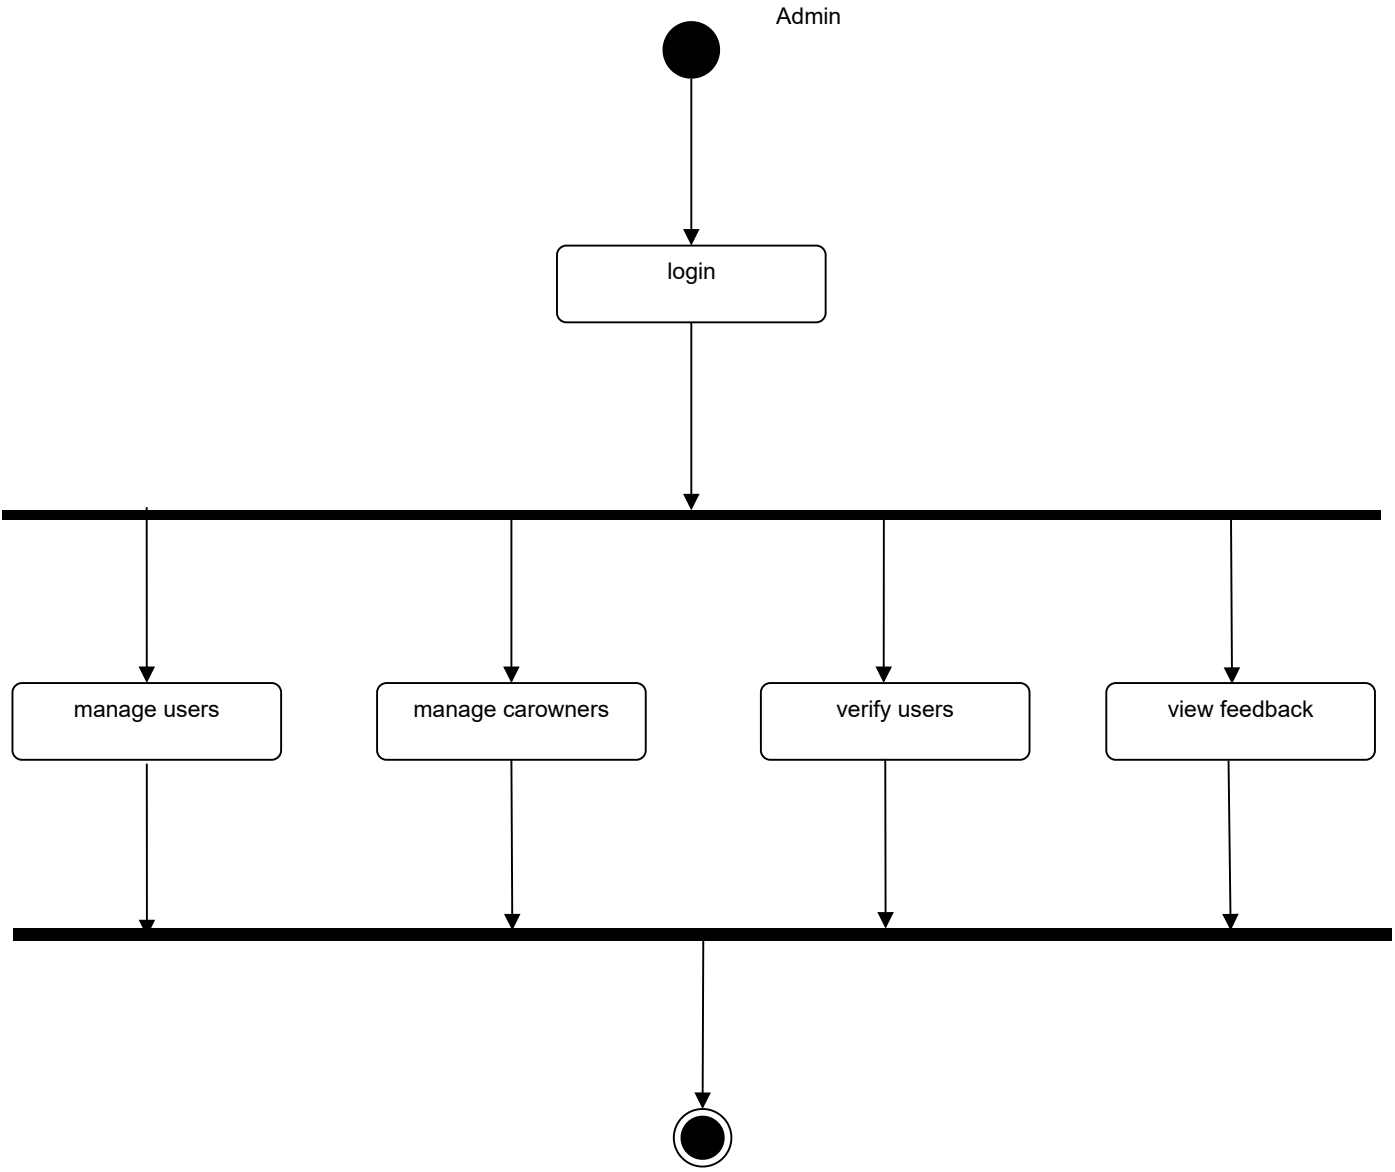 Admin
login
manage users
manage carowners
verify users
view feedback